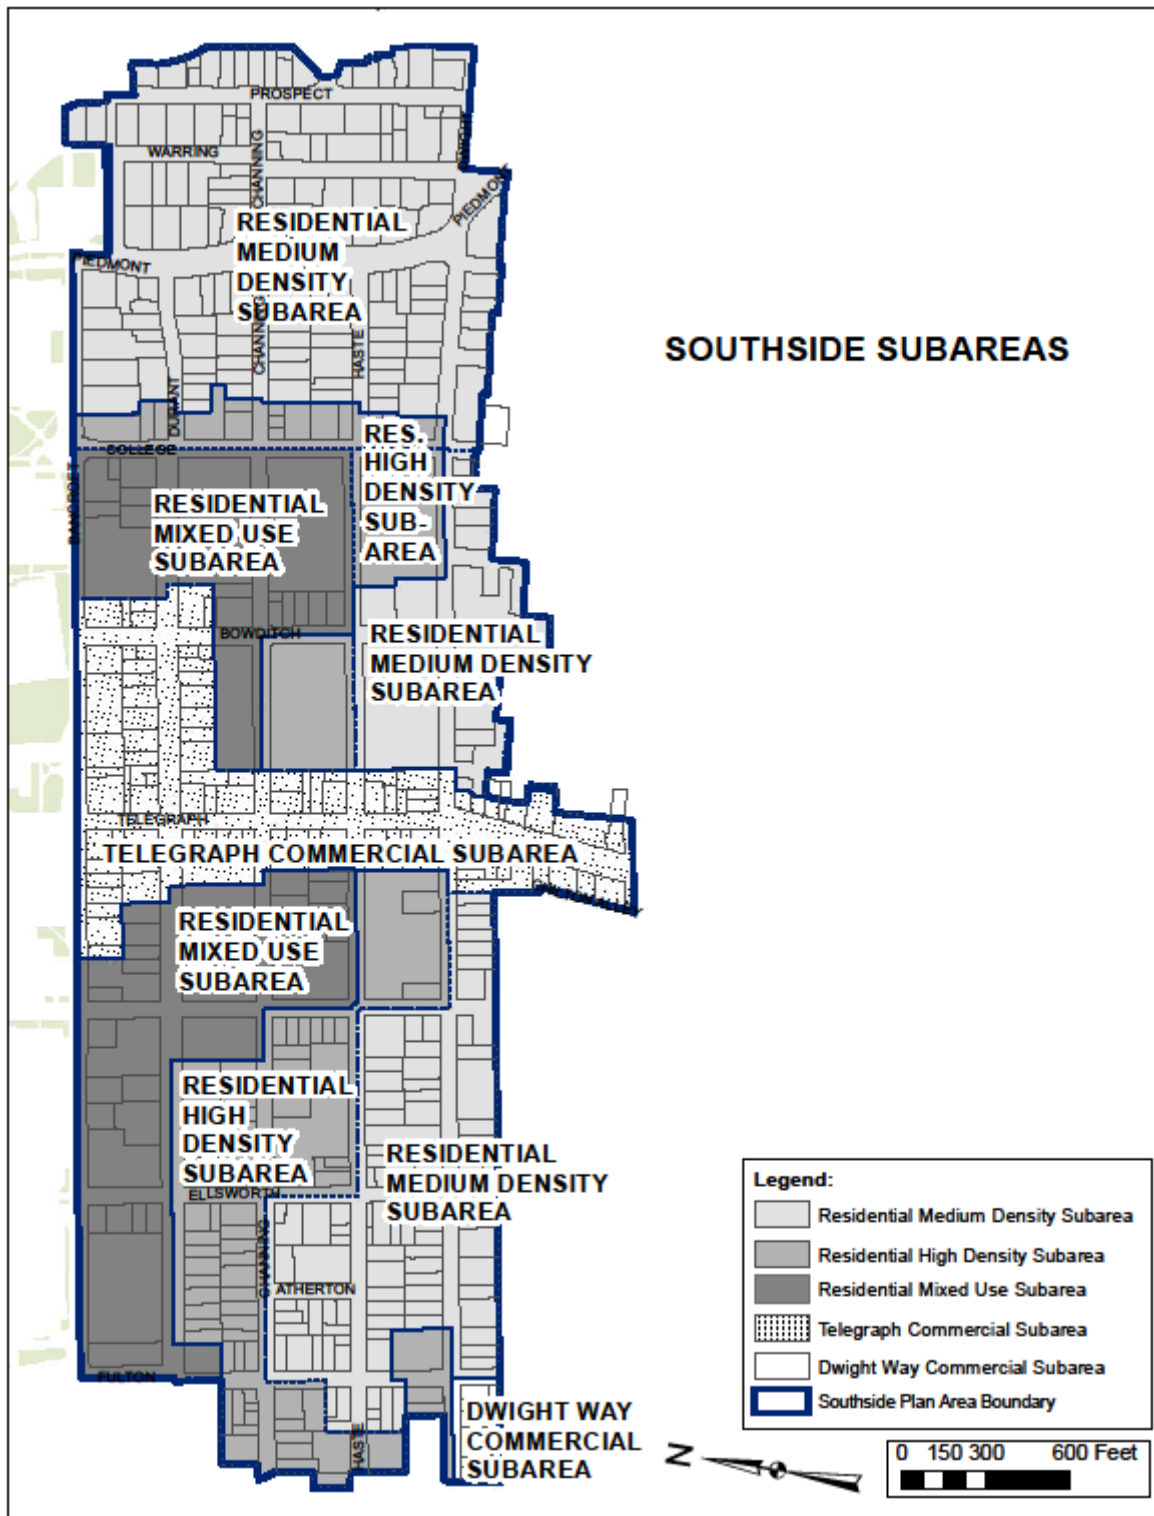 PROSPECT
DWIGHT
WARRING
CHANNING
PIEDMONT
RESIDENTIAL
MEDIUM
DENSITY
SUBAREA
PIEDMONT
CHANNING
HASTE
SOUTHSIDE SUBAREAS
DURANT
COLLEGE
RES.
HIGH
DENSITY
SUB-
AREA
BANCROFT
RESIDENTIAL
MIXED USE
SUBAREA
BOWDITCH
RESIDENTIAL
MEDIUM DENSITY
SUBAREA
TELEGRAPH
TELEGRAPH COMMERCIAL SUBAREA
CHILTON ALLEY
RESIDENTIAL
MIXED USE
SUBAREA
RESIDENTIAL
HIGH
DENSITY
SUBAREA
ELLSWORTH
RESIDENTIAL
MEDIUM DENSITY
SUBAREA
CHANNING
ATHERTON
FULTON
HASTE
DWIGHT WAY
COMMERCIAL
SUBAREA
Legend:
Residential Medium Density Subarea
Residential High Density Subarea
Residential Mixed Use Subarea
Telegraph Commercial Subarea
Dwight Way Commercial Subarea
Southside Plan Area Boundary
N
0 150 300 600 Feet